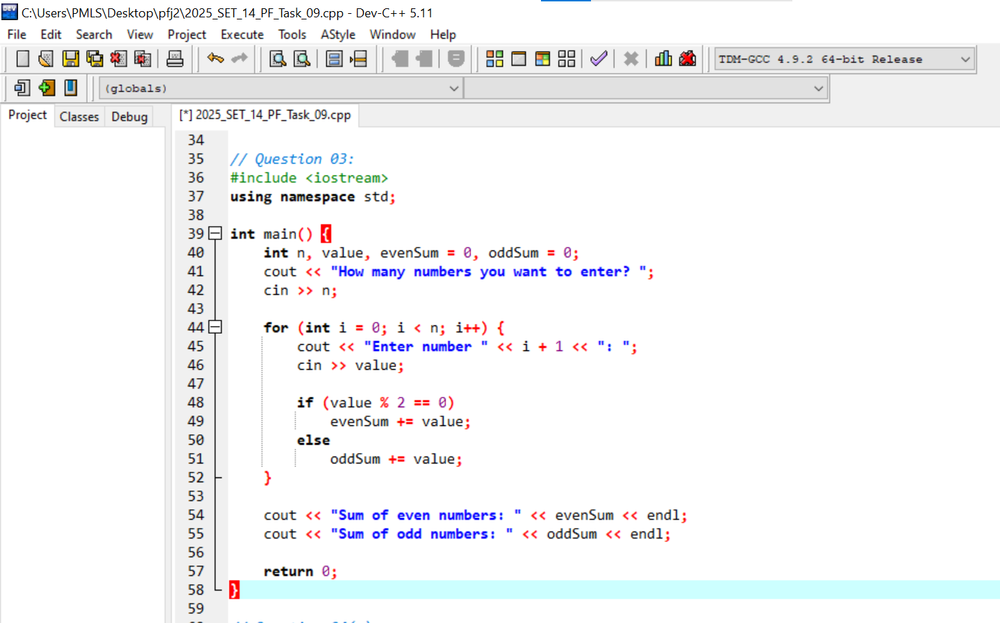 C:\Users\PMLS\Desktop\pfj2\2025_SET_14_PF_Task_09.cpp - Dev-C++ 5.11
File Edit Search View Project Execute Tools AStyle Window Help
TDM-GCC 4.9.2 64-bit Release
(globals)
Project Classes Debug [*] 2025_SET_14_PF_Task_09.cpp
34
35 // Question 03:
36 #include <iostream>
37 using namespace std;
38
39 int main() {
40     int n, value, evenSum = 0, oddSum = 0;
41     cout << "How many numbers you want to enter? ";
42     cin >> n;
43
44     for (int i = 0; i < n; i++) {
45         cout << "Enter number " << i + 1 << ": ";
46         cin >> value;
47
48         if (value % 2 == 0)
49             evenSum += value;
50         else
51             oddSum += value;
52     }
53
54     cout << "Sum of even numbers: " << evenSum << endl;
55     cout << "Sum of odd numbers: " << oddSum << endl;
56
57     return 0;
58 }
59